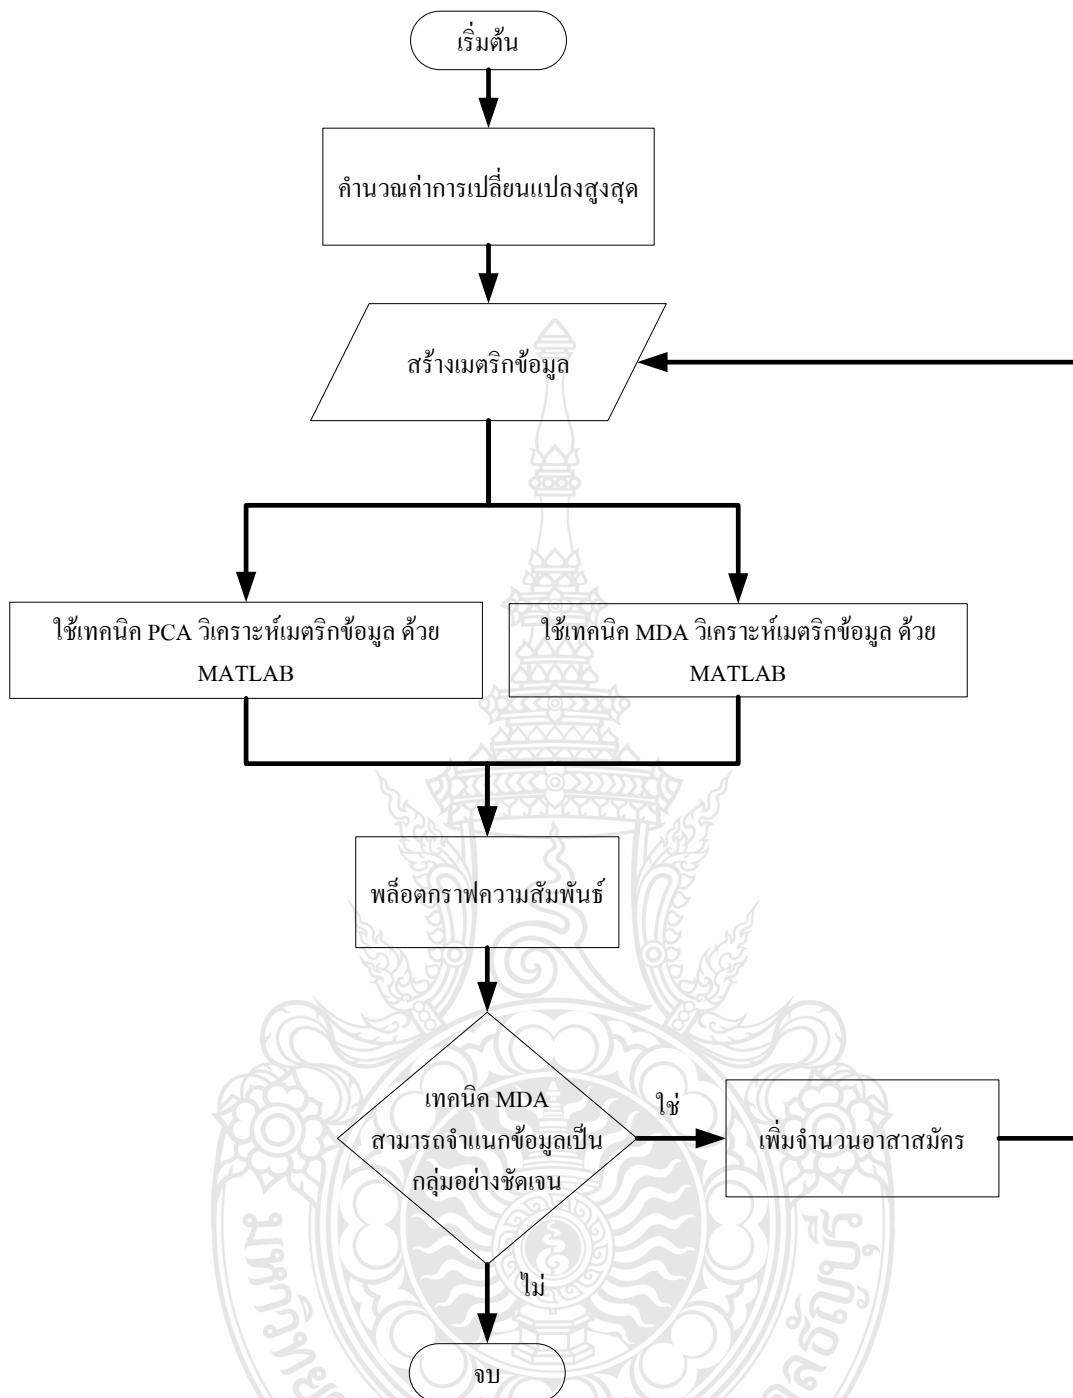 เริ่มต้น
คำนวณค่าการเปลี่ยนแปลงสูงสุด
สร้างเมตริกข้อมูล
ใช้เทคนิค PCA วิเคราะห์เมตริกข้อมูล ด้วย
MATLAB
ใช้เทคนิค MDA วิเคราะห์เมตริกข้อมูล ด้วย
MATLAB
พล็อตกราฟความสัมพันธ์
เทคนิค MDA
สามารถจำแนกข้อมูลเป็น
กลุ่มอย่างชัดเจน
ใช่
เพิ่มจำนวนอาสาสมัคร
ไม่
จบ